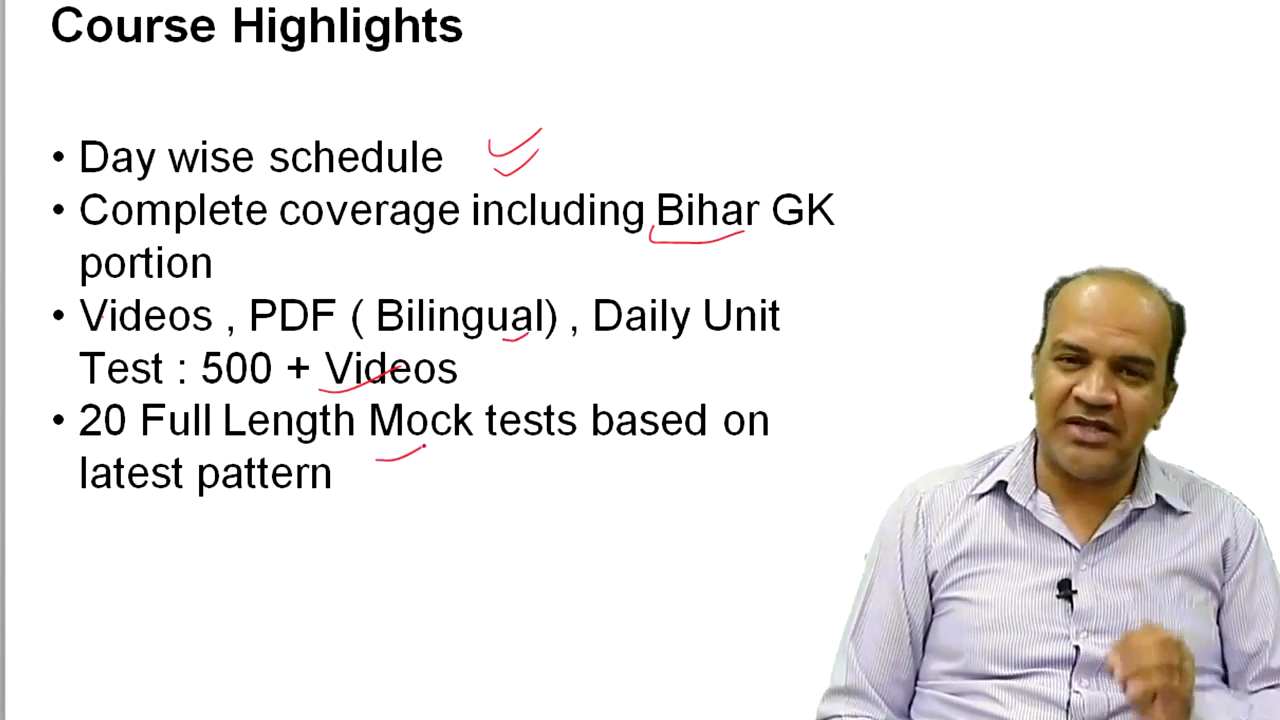 Course Highlights
• Day wise schedule
• Complete coverage including Bihar GK
portion
• Videos , PDF ( Bilingual) , Daily Unit
Test : 500 + Videos
• 20 Full Length Mock tests based on
latest pattern